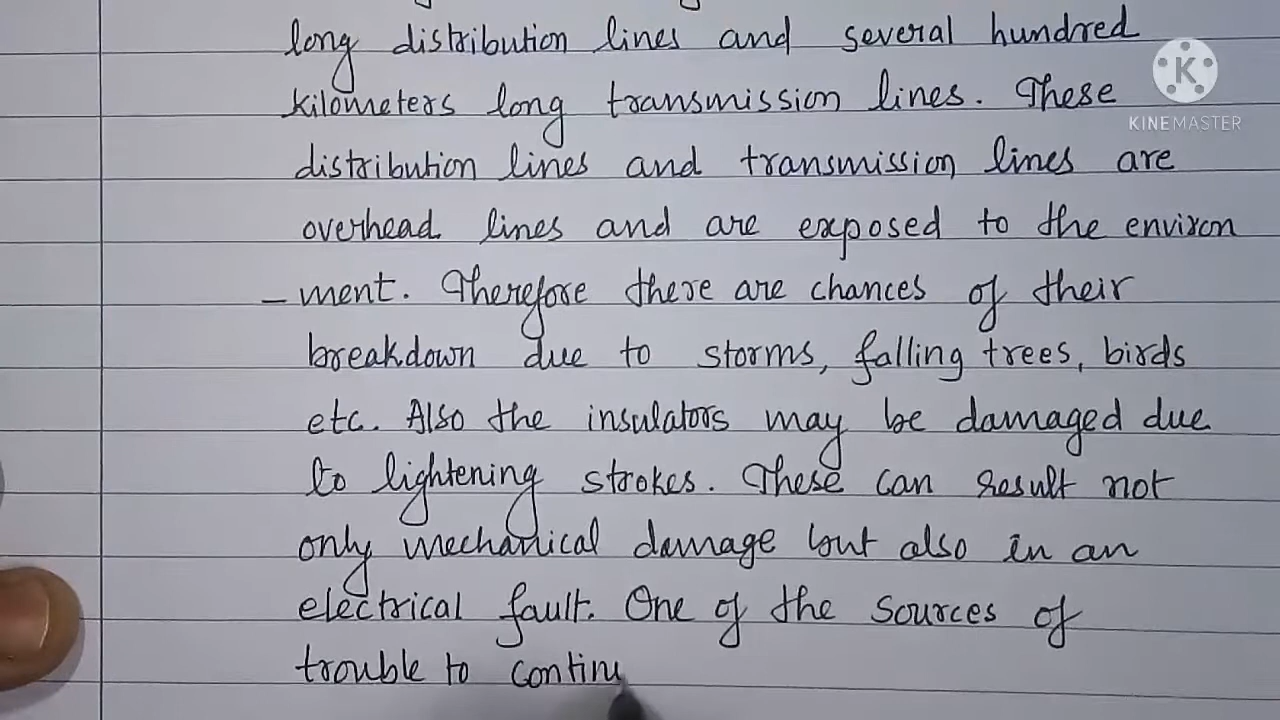 long distribution lines and several hundred
kilometers long transmission lines. These
distribution lines and transmission lines are
overhead lines and are exposed to the environ
-ment. Therefore there are chances of their
breakdown due to storms, falling trees, birds
etc. Also the insulators may be damaged due
to lightening strokes. These can result not
only mechanical damage but also in an
electrical fault. One of the sources of
trouble to continu
K
KINEMASTER